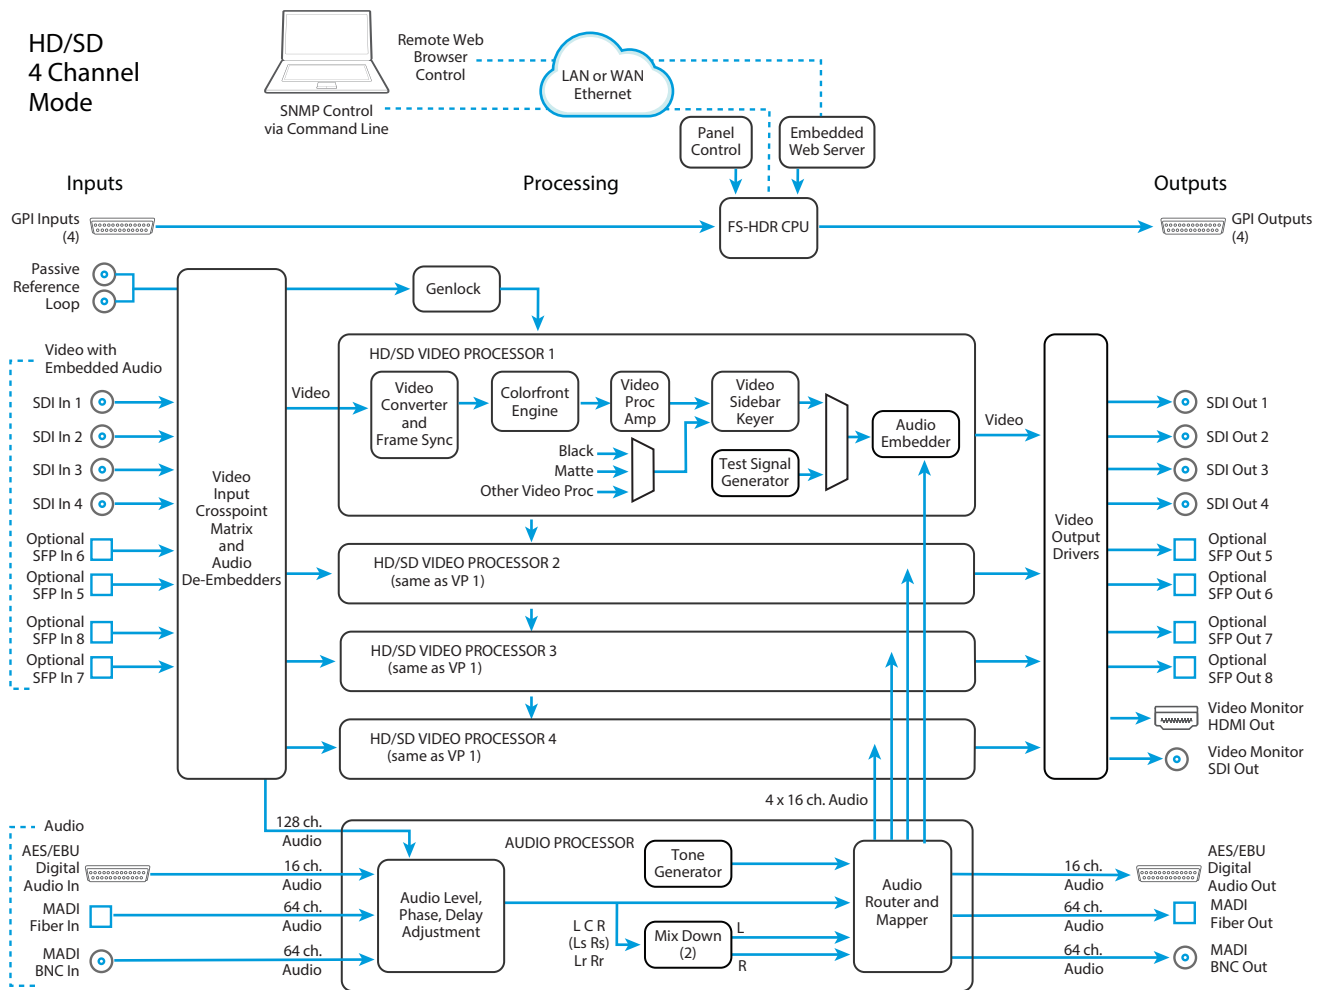 HD/SD
4 Channel
Mode
Remote Web
Browser
Control
SNMP Control
via Command Line
LAN or WAN
Ethernet
Panel
Control
Embedded
Web Server
Inputs
Processing
Outputs
GPI Inputs
(4)
FS-HDR CPU
GPI Outputs
(4)
Passive
Reference
Loop
Genlock
Video with
Embedded Audio
SDI In 1
SDI In 2
SDI In 3
SDI In 4
Optional
SFP In 6
Optional
SFP In 5
Optional
SFP In 8
Optional
SFP In 7
Video
Input
Crosspoint
Matrix
and
Audio
De-Embedders
Video
HD/SD VIDEO PROCESSOR 1
Video
Converter
and
Frame Sync
Colorfront
Engine
Video
Proc
Amp
Video
Sidebar
Keyer
Black
Matte
Other Video Proc
Test Signal
Generator
Audio
Embedder
Video
HD/SD VIDEO PROCESSOR 2
(same as VP 1)
HD/SD VIDEO PROCESSOR 3
(same as VP 1)
HD/SD VIDEO PROCESSOR 4
(same as VP 1)
Video
Output
Drivers
SDI Out 1
SDI Out 2
SDI Out 3
SDI Out 4
Optional
SFP Out 5
Optional
SFP Out 6
Optional
SFP Out 7
Optional
SFP Out 8
Video Monitor
HDMI Out
Video Monitor
SDI Out
4 x 16 ch. Audio
Audio
AES/EBU
Digital
Audio In
MADI
Fiber In
MADI
BNC In
128 ch.
Audio
16 ch.
Audio
64 ch.
Audio
64 ch.
Audio
AUDIO PROCESSOR
Audio Level,
Phase, Delay
Adjustment
Tone
Generator
L C R
(Ls Rs)
Lr Rr
Mix Down
(2)
L
R
Audio
Router and
Mapper
16 ch.
Audio
64 ch.
Audio
64 ch.
Audio
AES/EBU
Digital
Audio Out
MADI
Fiber Out
MADI
BNC Out